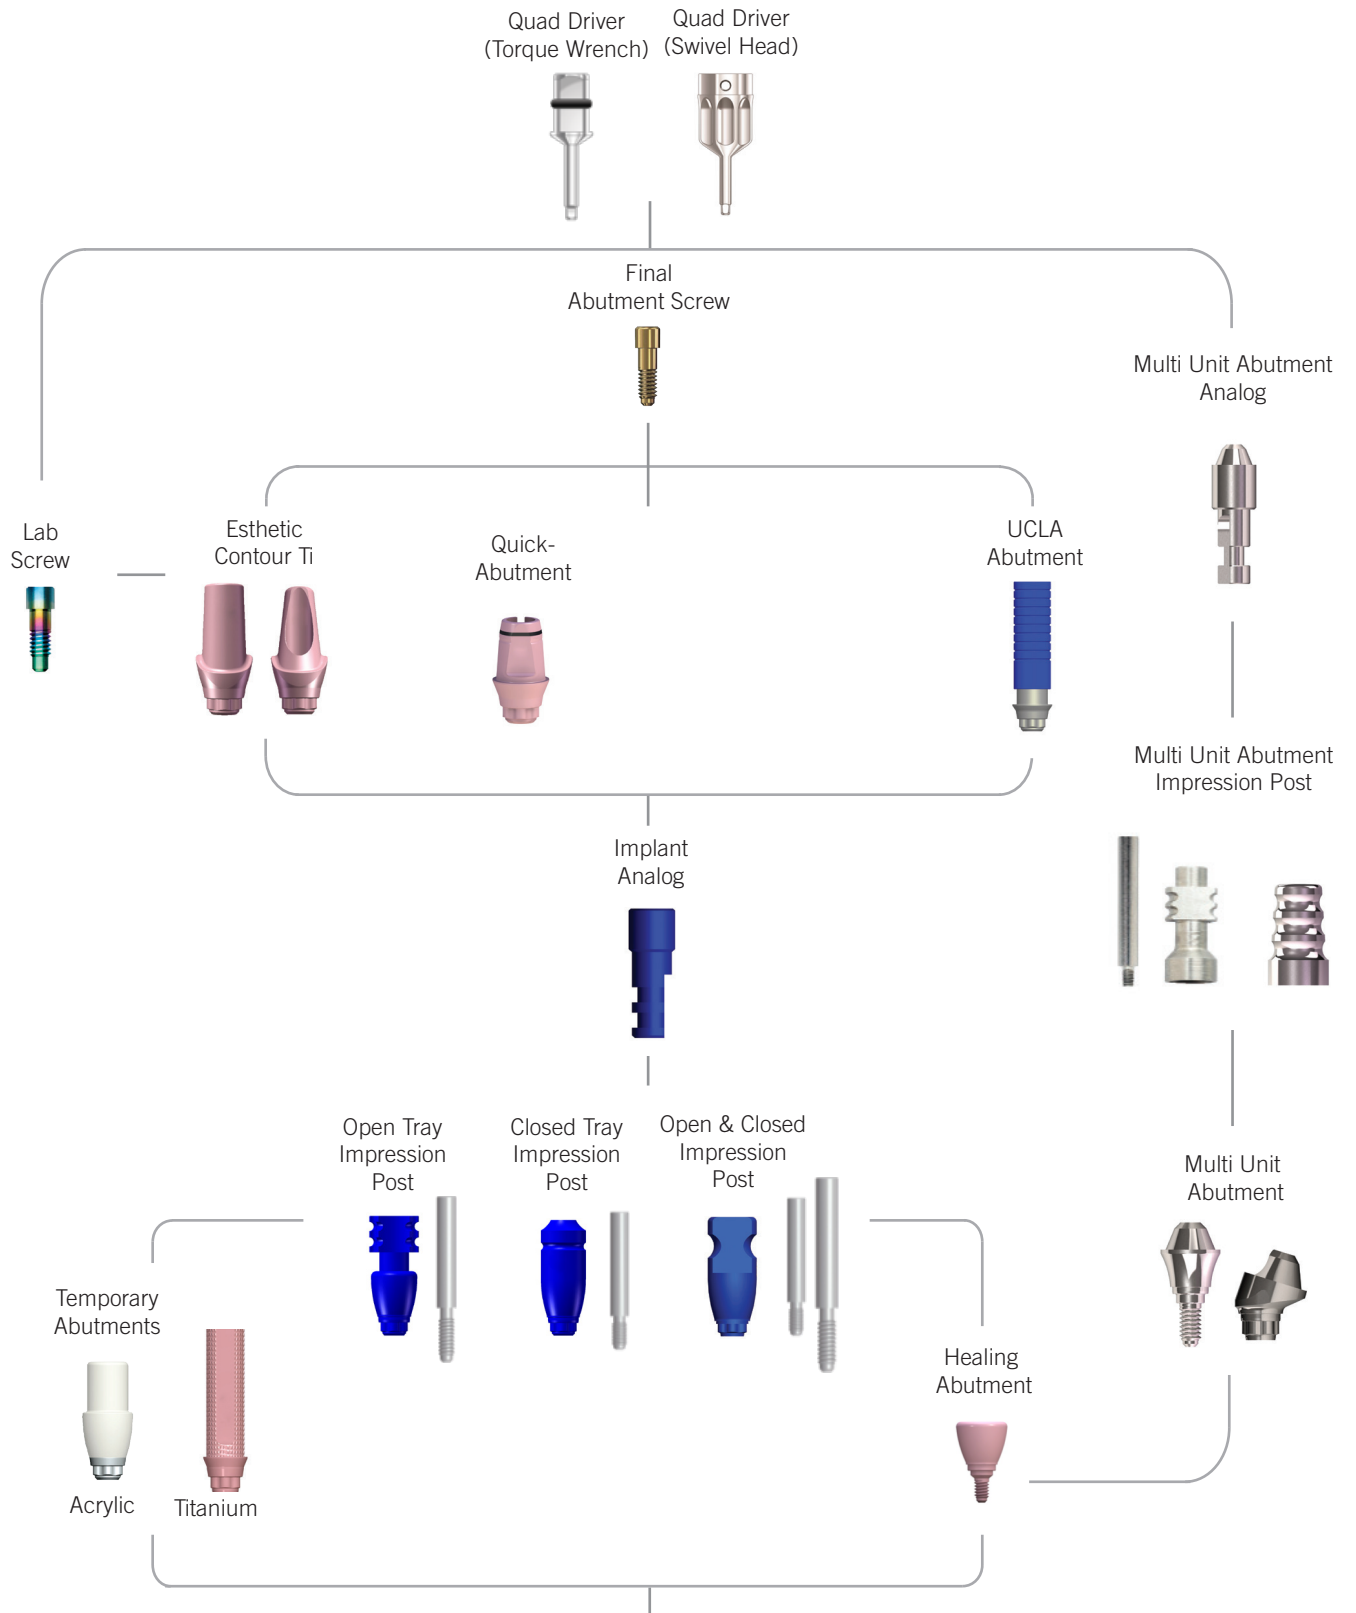 Quad Driver
(Torque Wrench)
Quad Driver
(Swivel Head)
Final
Abutment Screw
Multi Unit Abutment
Analog
Lab
Screw
Esthetic
Contour Ti
Quick-
Abutment
UCLA
Abutment
Multi Unit Abutment
Impression Post
Implant
Analog
Open Tray
Impression
Post
Closed Tray
Impression
Post
Open & Closed
Impression
Post
Multi Unit
Abutment
Temporary
Abutments
Healing
Abutment
Acrylic
Titanium